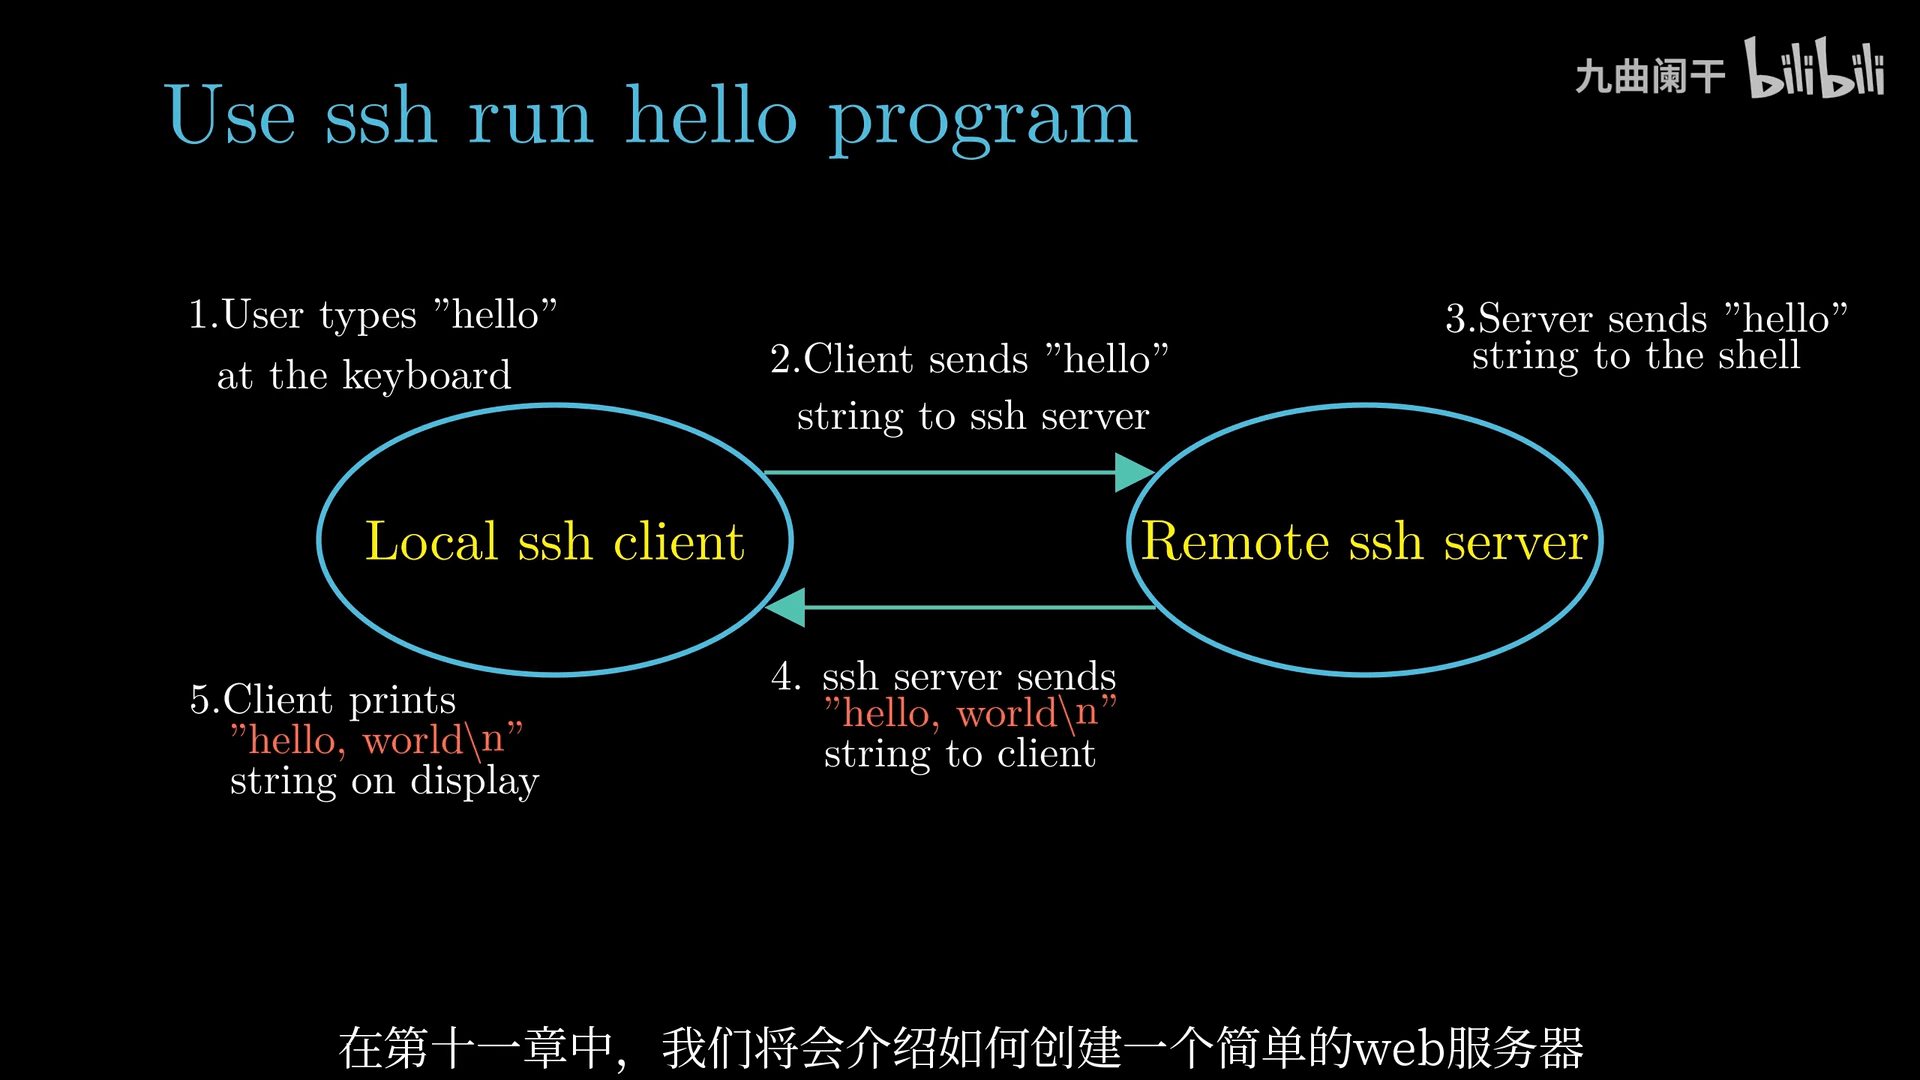 九曲阑干 bilibili
Use ssh run hello program
1.User types ”hello”
at the keyboard
2.Client sends ”hello”
string to ssh server
3.Server sends ”hello”
string to the shell
Local ssh client
Remote ssh server
4. ssh server sends
”hello, world\n”
string to client
5.Client prints
”hello, world\n”
string on display
在第十一章中，我们将会介绍如何创建一个简单的web服务器